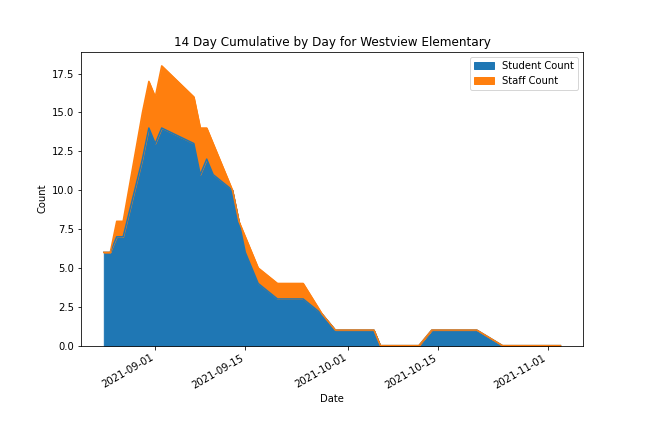 14 Day Cumulative by Day for Westview Elementary
Student Count
Staff Count
17.5
15.0
12.5
10.0
7.5
5.0
2.5
0.0
Count
2021-09-01
2021-09-15
2021-10-01
2021-10-15
2021-11-01
Date